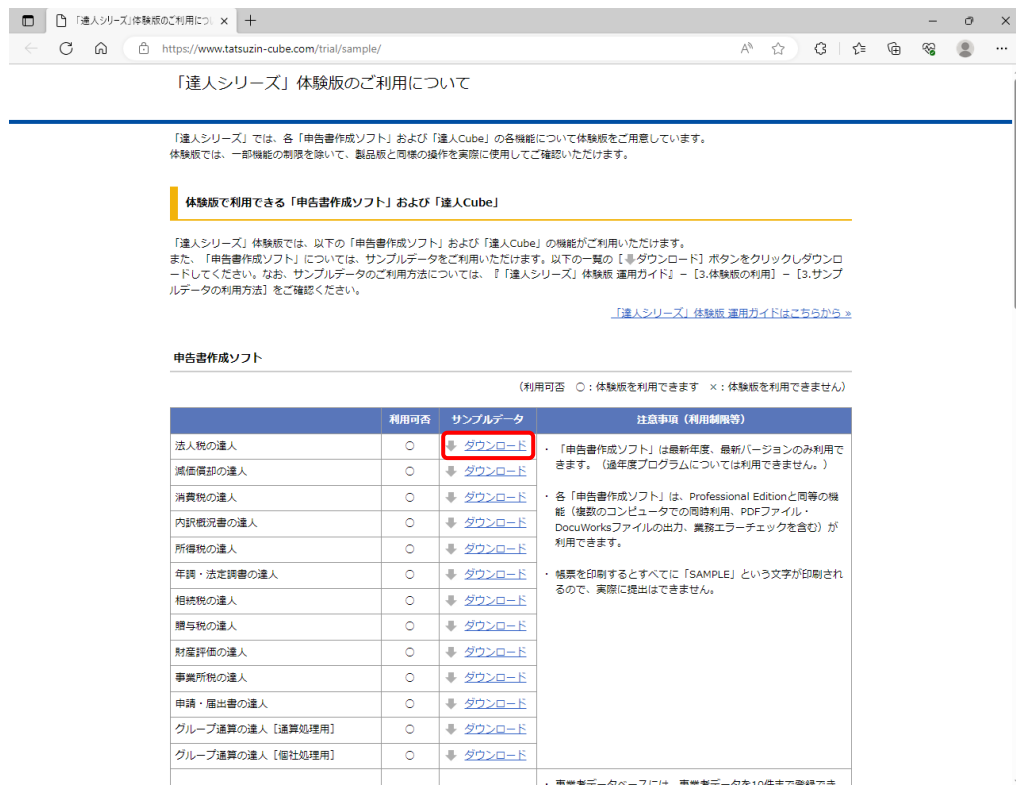 「達人シリーズ」体験版のご利用につい
https://www.tatsuzin-cube.com/trial/sample/
「達人シリーズ」体験版のご利用について
「達人シリーズ」では、各「申告書作成ソフト」および「達人Cube」の各機能について体験版をご用意しています。
体験版では、一部機能の制限を除いて、製品版と同様の操作を実際に使用してご確認いただけます。
体験版で利用できる「申告書作成ソフト」および「達人Cube」
「達人シリーズ」体験版では、以下の「申告書作成ソフト」および「達人Cube」の機能がご利用いただけます。
また、「申告書作成ソフト」については、サンプルデータをご利用いただけます。以下の一覧の［ダウンロード］ボタンをクリックしダウンロ
ードしてください。なお、サンプルデータのご利用方法については、『「達人シリーズ」体験版 運用ガイド』－［3.体験版の利用］－［3.サンプ
ルデータの利用方法］をご確認ください。
「達人シリーズ」体験版 運用ガイドはこちらから »
申告書作成ソフト
（利用可否 ○：体験版を利用できます ×：体験版を利用できません）
利用可否 サンプルデータ 注意事項（利用制限等）
法人税の達人 ○ ダウンロード
減価償却の達人 ○ ダウンロード
消費税の達人 ○ ダウンロード
内訳概況書の達人 ○ ダウンロード
所得税の達人 ○ ダウンロード
年調・法定調書の達人 ○ ダウンロード
相続税の達人 ○ ダウンロード
贈与税の達人 ○ ダウンロード
財産評価の達人 ○ ダウンロード
事業所税の達人 ○ ダウンロード
申請・届出書の達人 ○ ダウンロード
グループ通算の達人［通算処理用］ ○ ダウンロード
グループ通算の達人［個社処理用］ ○ ダウンロード
・「申告書作成ソフト」は最新年度、最新バージョンのみ利用で
きます。（過年度プログラムについては利用できません。）
・各「申告書作成ソフト」は、Professional Editionと同等の機
能（複数のコンピュータでの同時利用、PDFファイル・
DocuWorksファイルの出力、業務エラーチェックを含む）が
利用できます。
・帳票を印刷するとすべてに「SAMPLE」という文字が印刷され
るので、実際に提出はできません。
・事業者データベースには、事業者データを10件まで登録でき